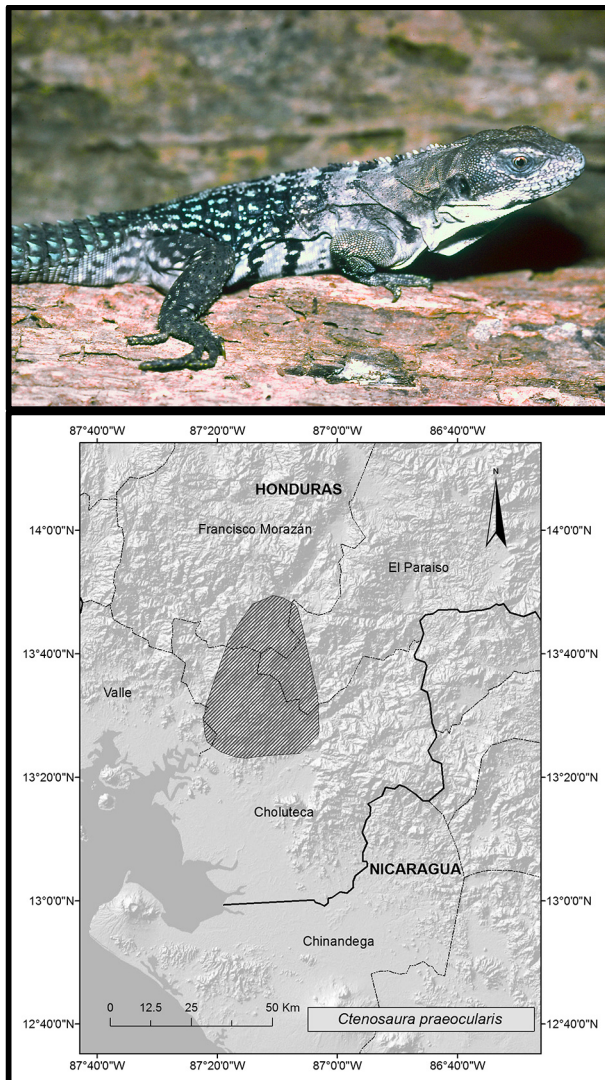 87°40'0"W 87°20'0"W 87°0'0"W 86°40'0"W
N
HONDURAS
Francisco Morazán
14°0'0"N 14°0'0"N
El Paraiso
13°40'0"N 13°40'0"N
Valle
13°20'0"N 13°20'0"N
Choluteca
NICARAGUA
13°0'0"N 13°0'0"N
Chinandega
0 12.5 25 50 Km
Ctenosaura praeocularis
12°40'0"N 12°40'0"N
87°40'0"W 87°20'0"W 87°0'0"W 86°40'0"W